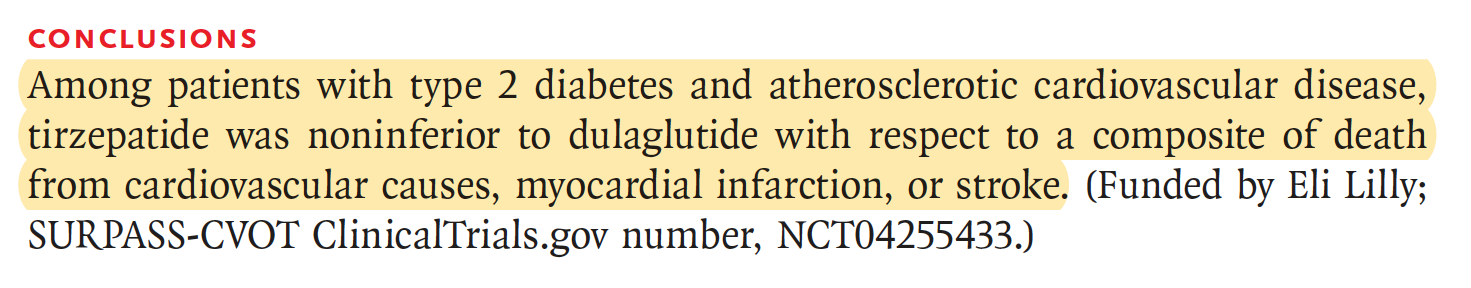 CONCLUSIONS
Among patients with type 2 diabetes and atherosclerotic cardiovascular disease,
tirzepatide was noninferior to dulaglutide with respect to a composite of death
from cardiovascular causes, myocardial infarction, or stroke. (Funded by Eli Lilly;
SURPASS-CVOT ClinicalTrials.gov number, NCT04255433.)